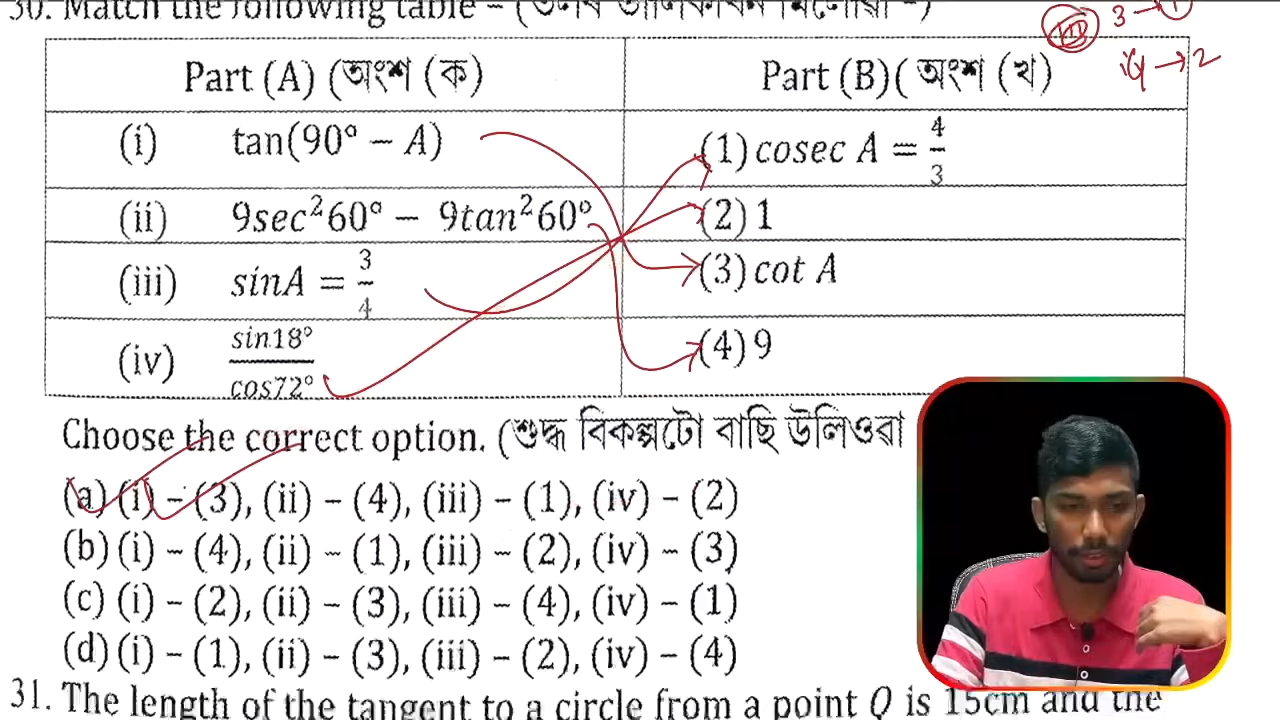 30. Match the following table – (তলৰ তালিকাখন মিলোৱা –)
3 → 1
iv → 2
Part (A) (অংশ (ক)
Part (B)( অংশ (খ)
(i) tan(90° − A)
(1) cosec A = 4/3
(ii) 9sec²60° − 9tan²60°
(2) 1
(iii) sinA = 3/4
(3) cot A
(iv) sin18°/cos72°
(4) 9
Choose the correct option. (শুদ্ধ বিকল্পটো বাছি উলিওৱা
(a) (i) – (3), (ii) – (4), (iii) – (1), (iv) – (2)
(b) (i) – (4), (ii) – (1), (iii) – (2), (iv) – (3)
(c) (i) – (2), (ii) – (3), (iii) – (4), (iv) – (1)
(d) (i) – (1), (ii) – (3), (iii) – (2), (iv) – (4)
31. The length of the tangent to a circle from a point Q is 15cm and the